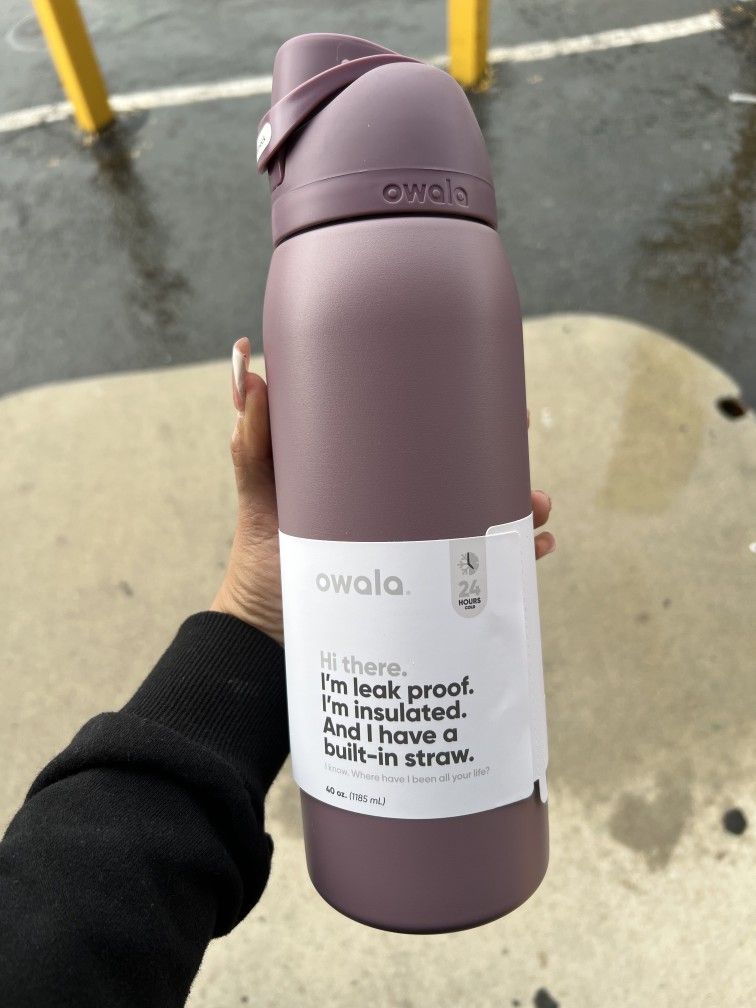 owala
owala®
24
HOURS
COLD
Hi there.
I'm leak proof.
I'm insulated.
And I have a
built-in straw.
I know. Where have I been all your life?
40 oz. (1185 mL)